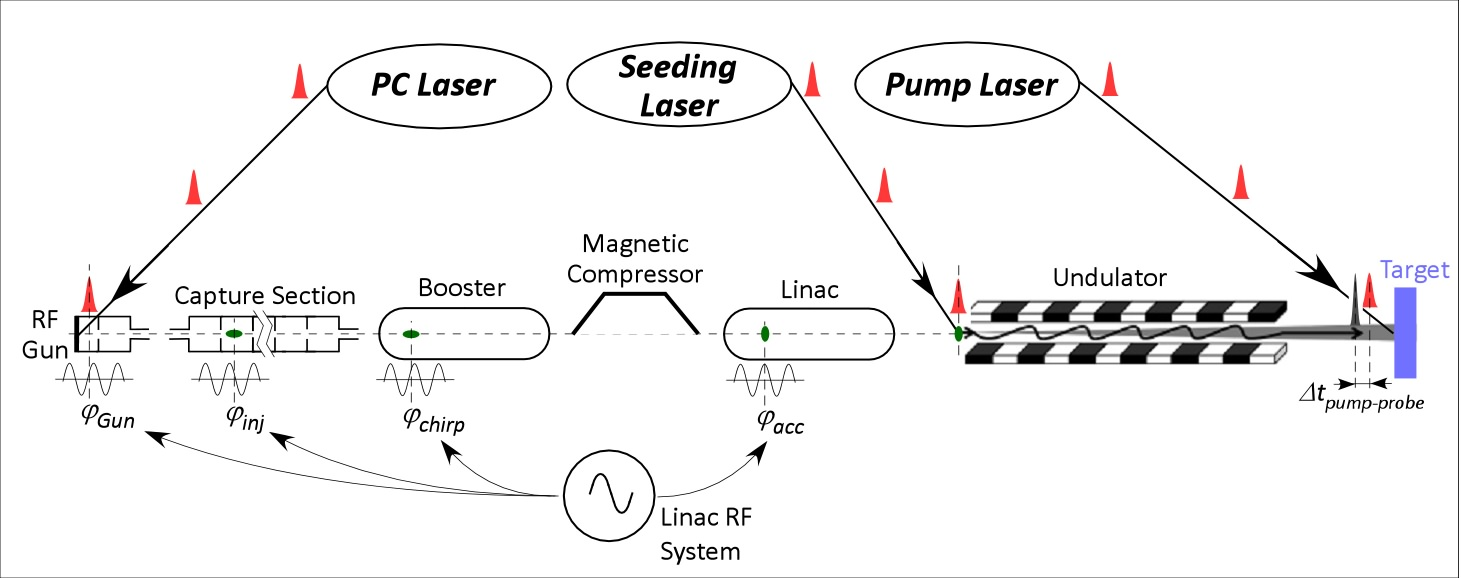 PC Laser
Seeding
Laser
Pump Laser
Magnetic
Compressor
Target
Undulator
Capture Section
Booster
Linac
RF
Gun
φGun
φinj
φchirp
φacc
Δtpump-probe
Linac RF
System